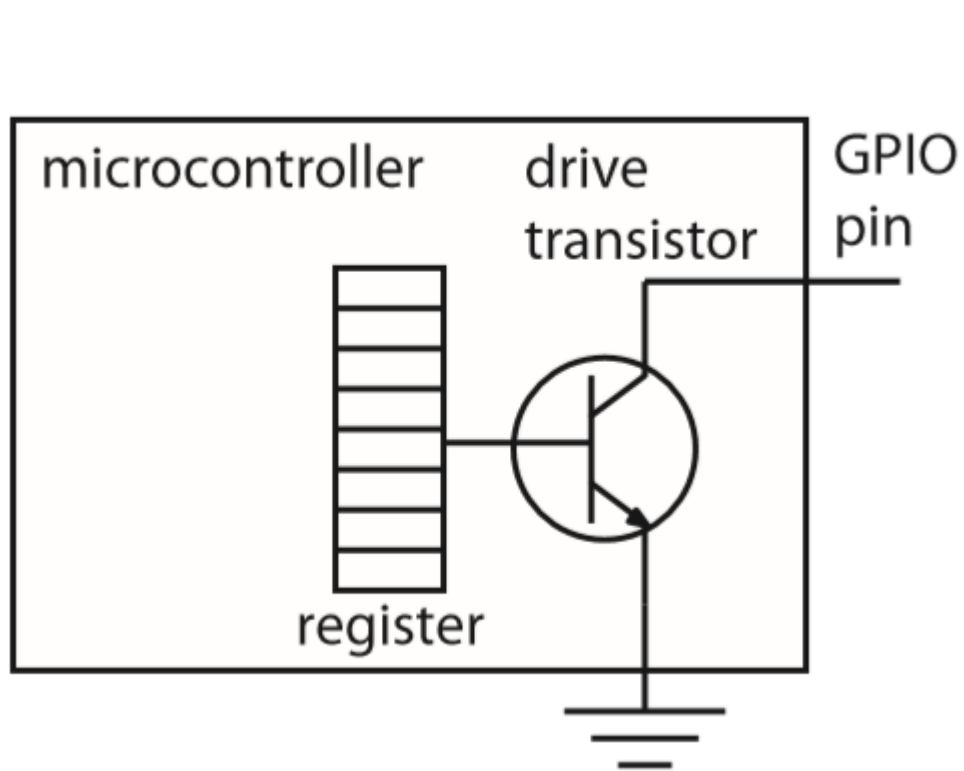 microcontroller
drive
transistor
GPIO
pin
register